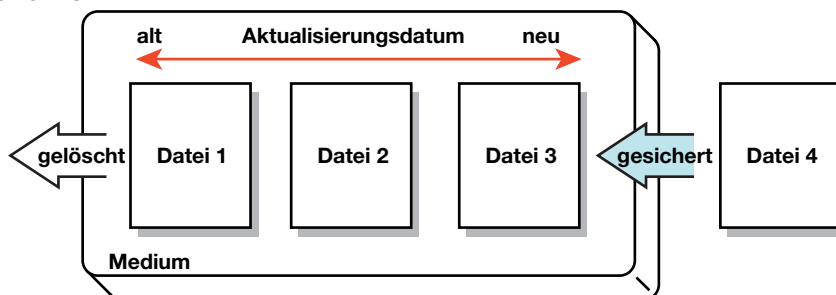 alt Aktualisierungsdatum neu
gelöscht Datei 1 Datei 2 Datei 3 gesichert Datei 4
Medium